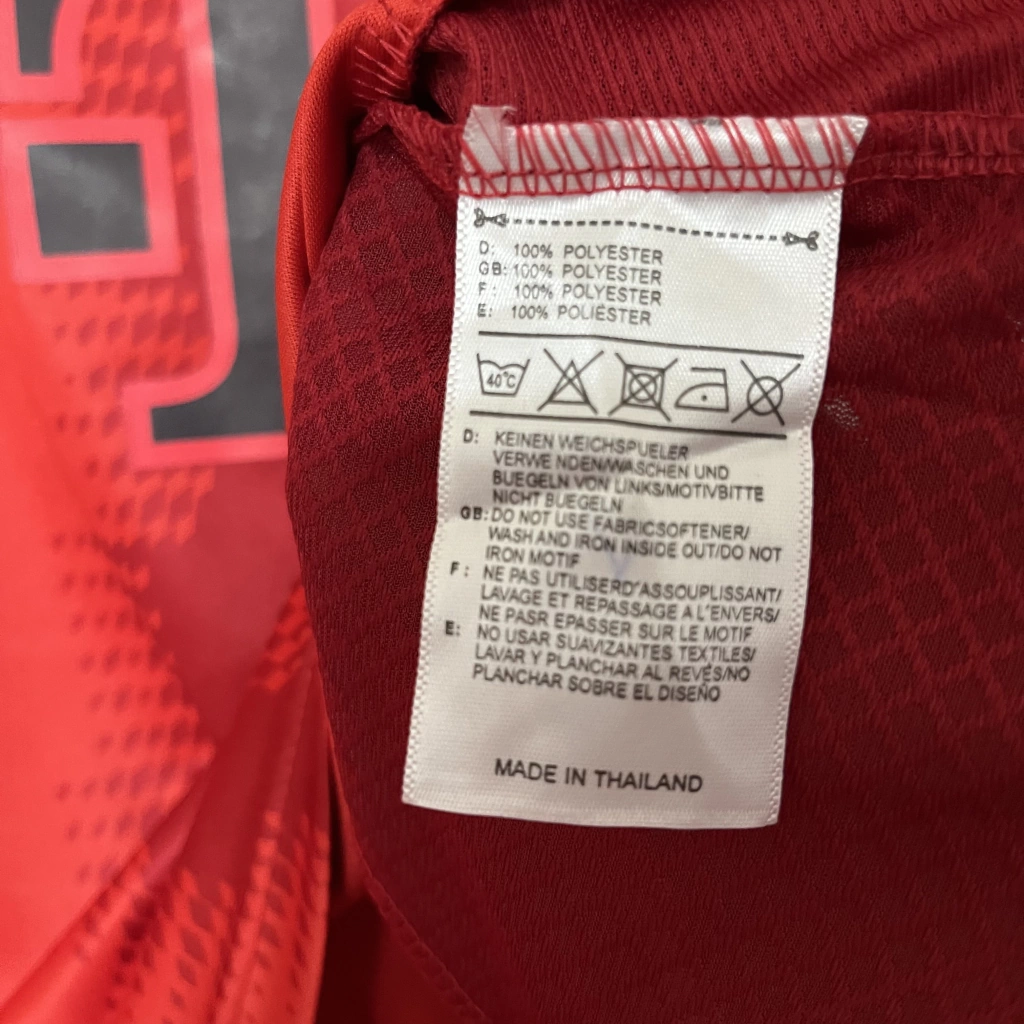 D: 100% POLYESTER
GB: 100% POLYESTER
F: 100% POLYESTER
E: 100% POLIÉSTER
40°C
D: KEINEN WEICHSPUELER
VERWE NDEN/WASCHEN UND
BUEGELN VON LINKS/MOTIVBITTE
NICHT BUEGELN
GB: DO NOT USE FABRICSOFTENER/
WASH AND IRON INSIDE OUT/DO NOT
IRON MOTIF
F: NE PAS UTILISERD'ASSOUPLISSANT/
LAVAGE ET REPASSAGE A L'ENVERS/
NE PASR EPASSER SUR LE MOTIF
E: NO USAR SUAVIZANTES TEXTILES/
LAVAR Y PLANCHAR AL REVÉS/NO
PLANCHAR SOBRE EL DISEÑO
MADE IN THAILAND